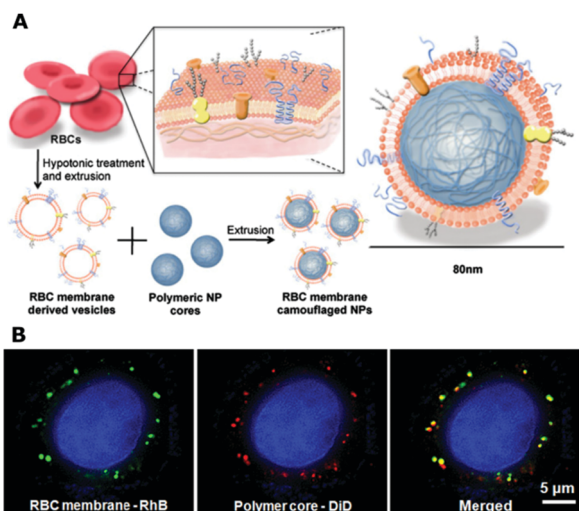 A
RBCs
Hypotonic treatment
and extrusion
Extrusion
RBC membrane
derived vesicles
Polymeric NP
cores
RBC membrane
camouflaged NPs
80nm
B
RBC membrane - RhB
Polymer core - DiD
Merged
5 µm